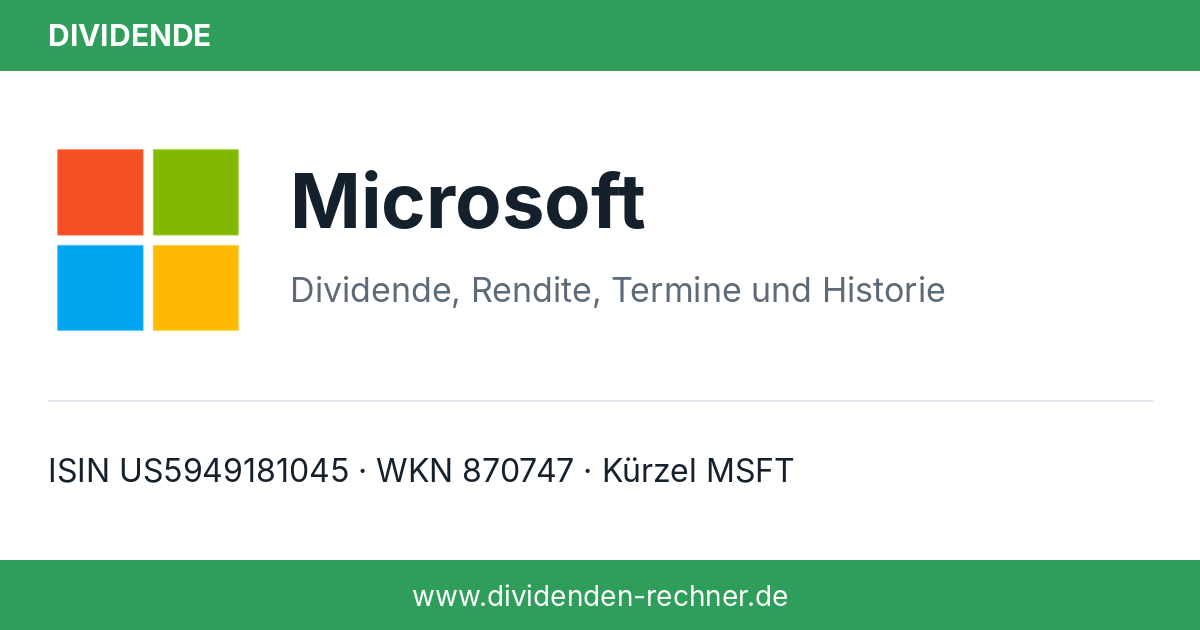 DIVIDENDE
Microsoft
Dividende, Rendite, Termine und Historie
ISIN US5949181045 · WKN 870747 · Kürzel MSFT
www.dividenden-rechner.de